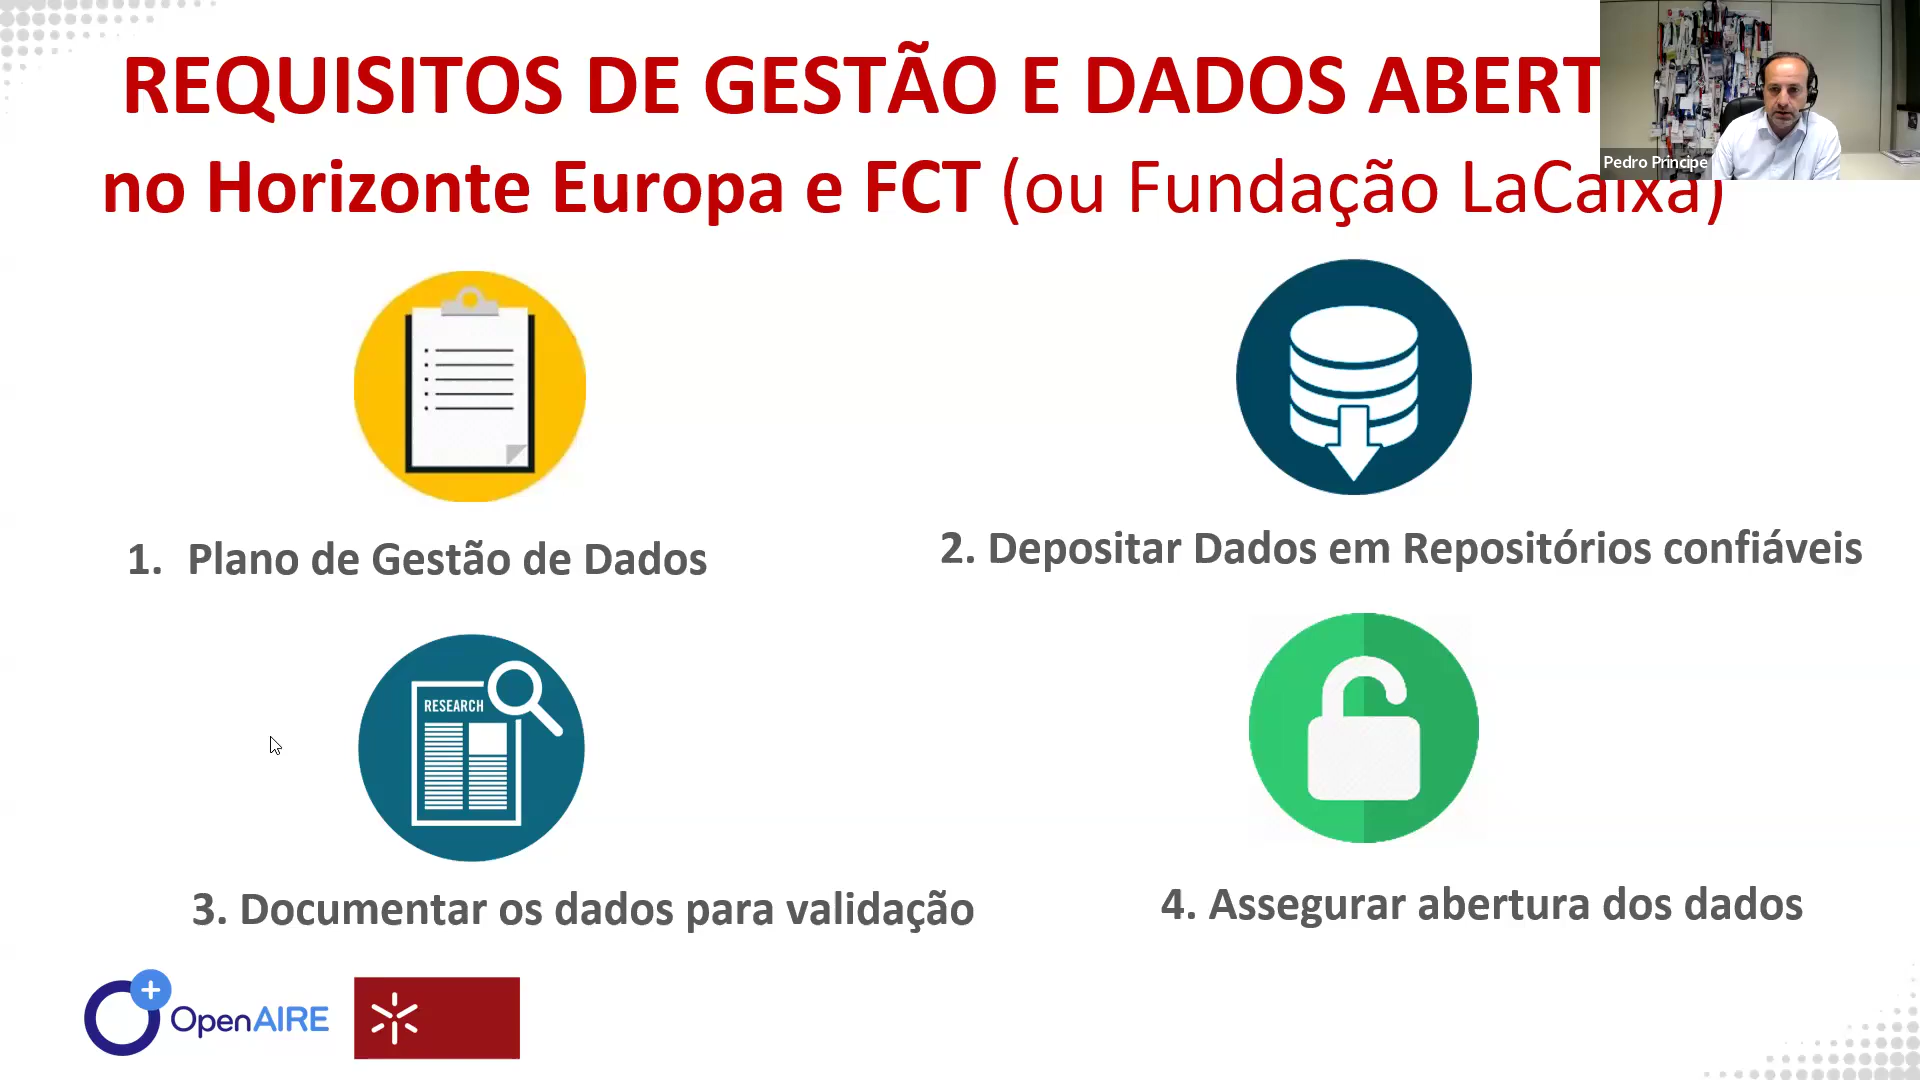 REQUISITOS DE GESTÃO E DADOS ABERT
no Horizonte Europa e FCT (ou Fundação LaCaixa)
Pedro Principe
1. Plano de Gestão de Dados
2. Depositar Dados em Repositórios confiáveis
RESEARCH
3. Documentar os dados para validação
4. Assegurar abertura dos dados
OpenAIRE